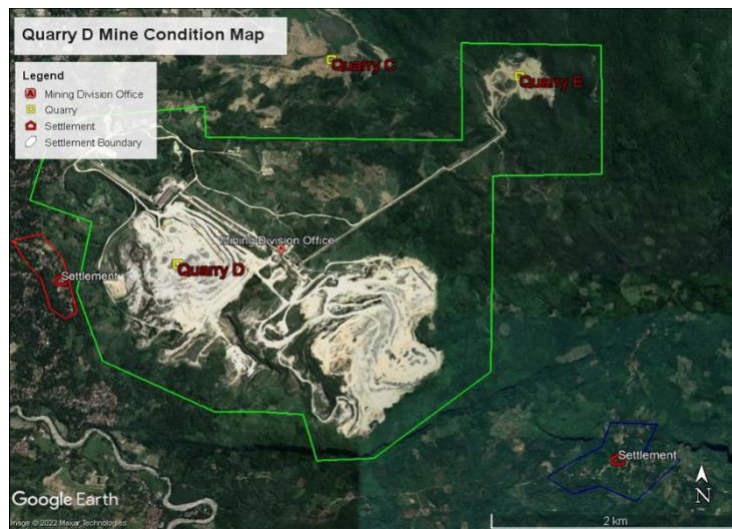 Quarry D Mine Condition Map
Legend
Mining Division Office
Quarry
Settlement
Settlement Boundary
Quarry C
Quarry E
Mining Division Office
Quarry D
Settlement
Settlement
Google Earth
Image © 2022 Maxar Technologies
N
2 km